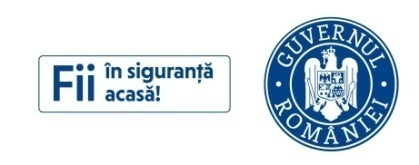 Fii în siguranță
acasă!
GUVERNUL
ROMÂNIEI